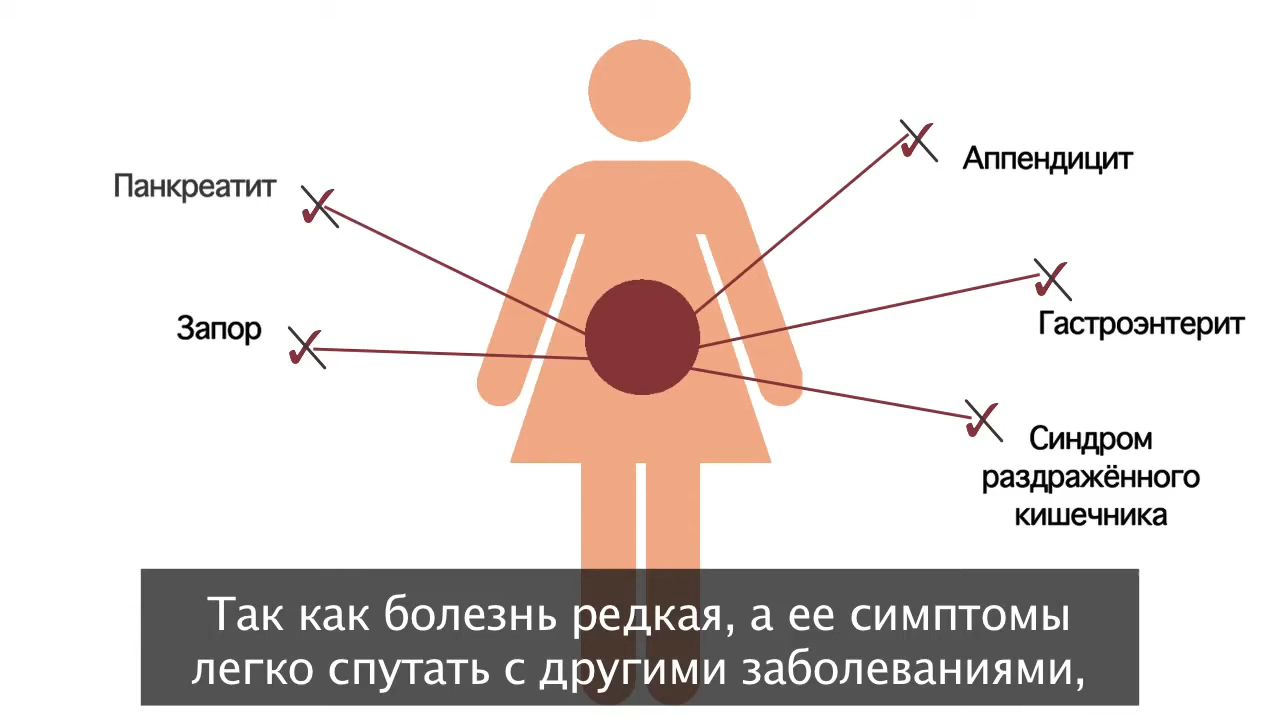 Аппендицит
Панкреатит
Гастроэнтерит
Запор
Синдром
раздражённого
кишечника
Так как болезнь редкая, а ее симптомы
легко спутать с другими заболеваниями,